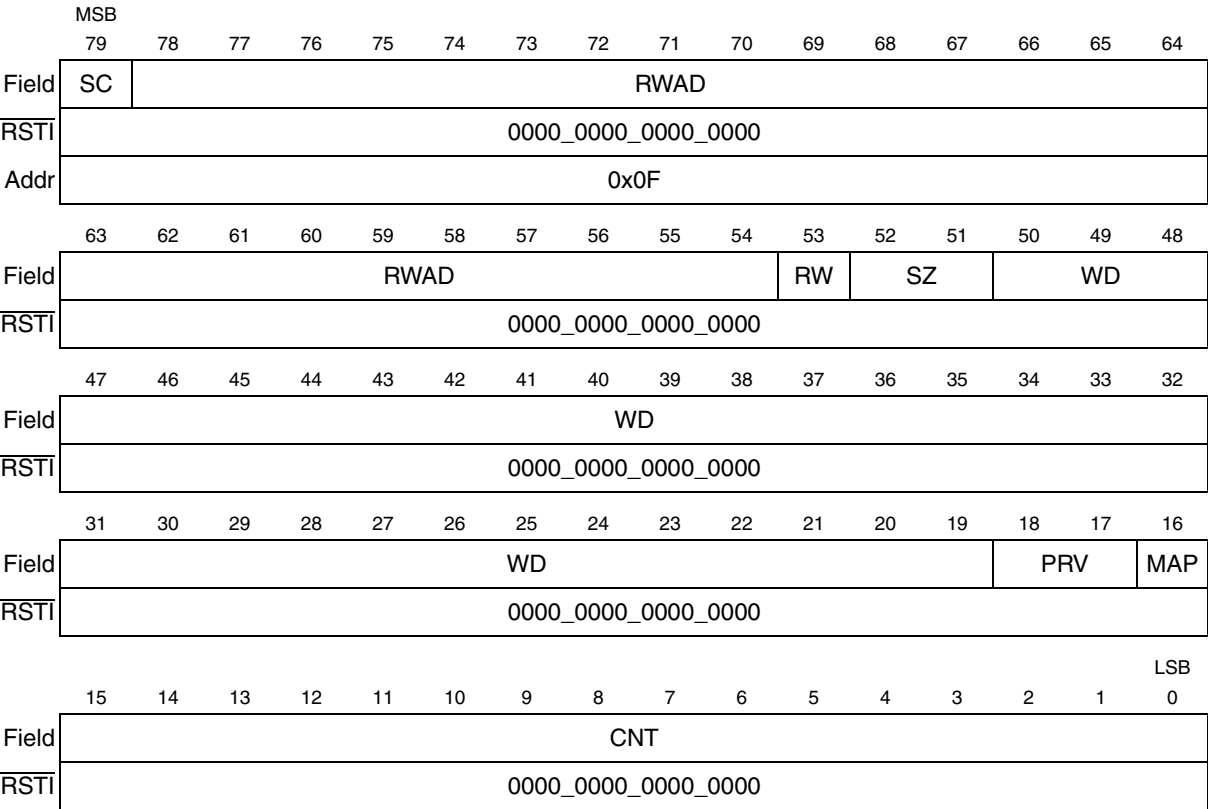 MSB
79 78 77 76 75 74 73 72 71 70 69 68 67 66 65 64
Field SC RWAD
RSTI 0000_0000_0000_0000
Addr 0x0F
63 62 61 60 59 58 57 56 55 54 53 52 51 50 49 48
Field RWAD RW SZ WD
RSTI 0000_0000_0000_0000
47 46 45 44 43 42 41 40 39 38 37 36 35 34 33 32
Field WD
RSTI 0000_0000_0000_0000
31 30 29 28 27 26 25 24 23 22 21 20 19 18 17 16
Field WD PRV MAP
RSTI 0000_0000_0000_0000
LSB
15 14 13 12 11 10 9 8 7 6 5 4 3 2 1 0
Field CNT
RSTI 0000_0000_0000_0000